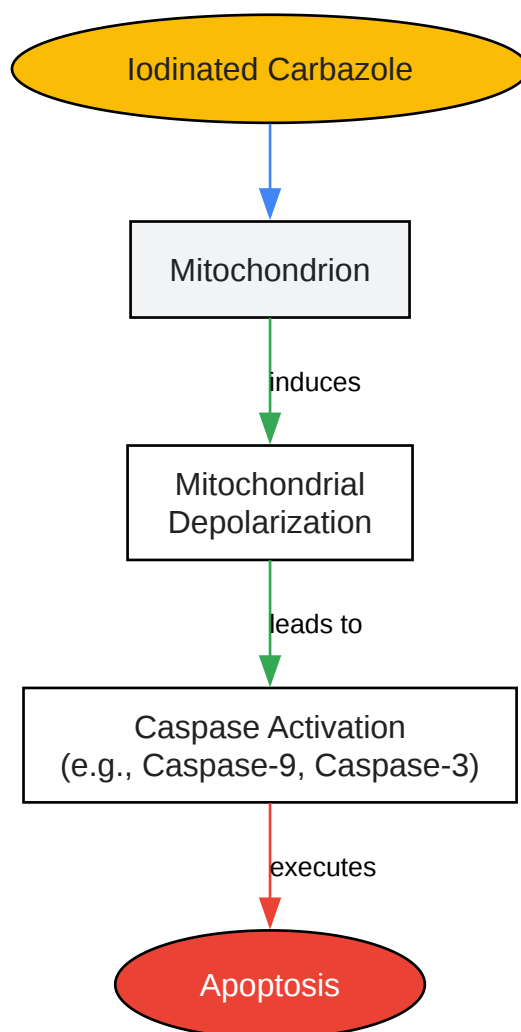 Iodinated Carbazole
Mitochondrion
induces
Mitochondrial
Depolarization
leads to
Caspase Activation
(e.g., Caspase-9, Caspase-3)
executes
Apoptosis